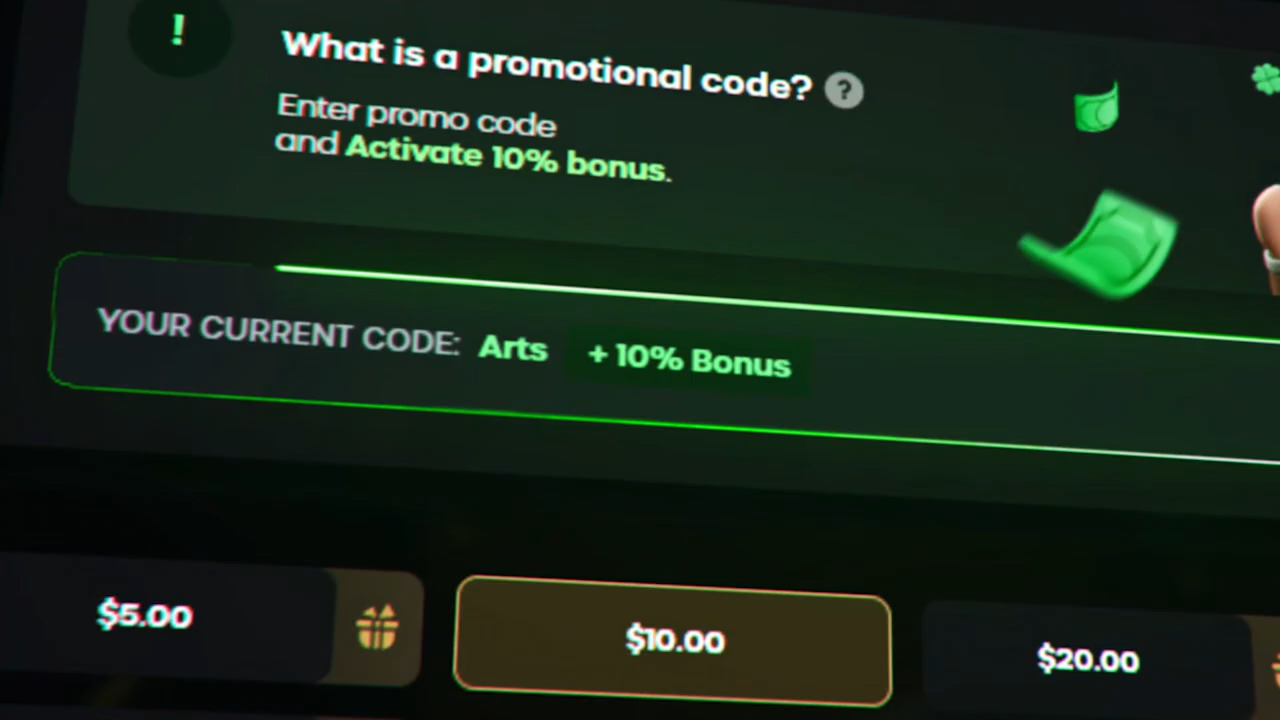 !
What is a promotional code? ?
Enter promo code
and Activate 10% bonus.
YOUR CURRENT CODE: Arts + 10% Bonus
$5.00
$10.00
$20.00